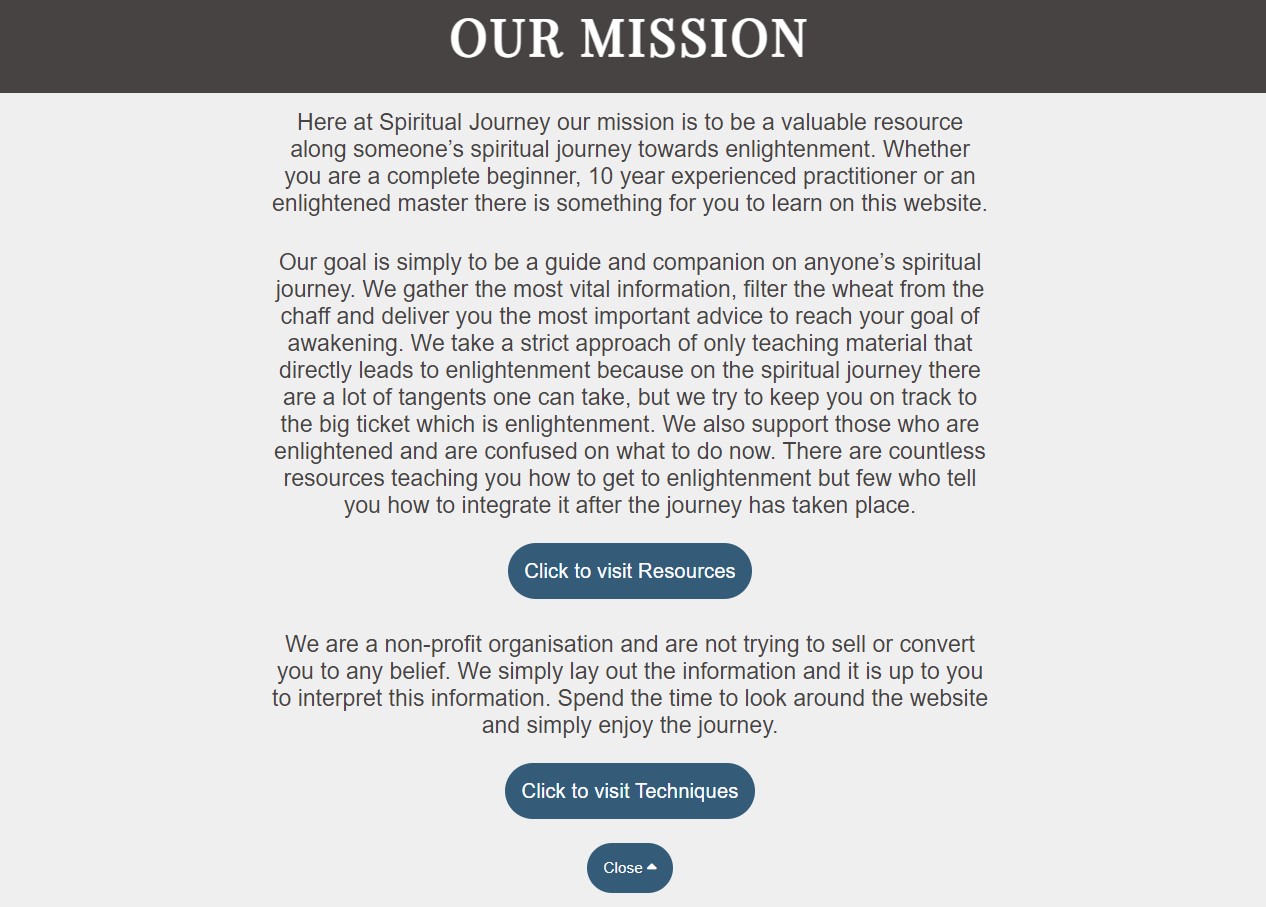 OUR MISSION
Here at Spiritual Journey our mission is to be a valuable resource
along someone’s spiritual journey towards enlightenment. Whether
you are a complete beginner, 10 year experienced practitioner or an
enlightened master there is something for you to learn on this website.
Our goal is simply to be a guide and companion on anyone’s spiritual
journey. We gather the most vital information, filter the wheat from the
chaff and deliver you the most important advice to reach your goal of
awakening. We take a strict approach of only teaching material that
directly leads to enlightenment because on the spiritual journey there
are a lot of tangents one can take, but we try to keep you on track to
the big ticket which is enlightenment. We also support those who are
enlightened and are confused on what to do now. There are countless
resources teaching you how to get to enlightenment but few who tell
you how to integrate it after the journey has taken place.
Click to visit Resources
We are a non-profit organisation and are not trying to sell or convert
you to any belief. We simply lay out the information and it is up to you
to interpret this information. Spend the time to look around the website
and simply enjoy the journey.
Click to visit Techniques
Close